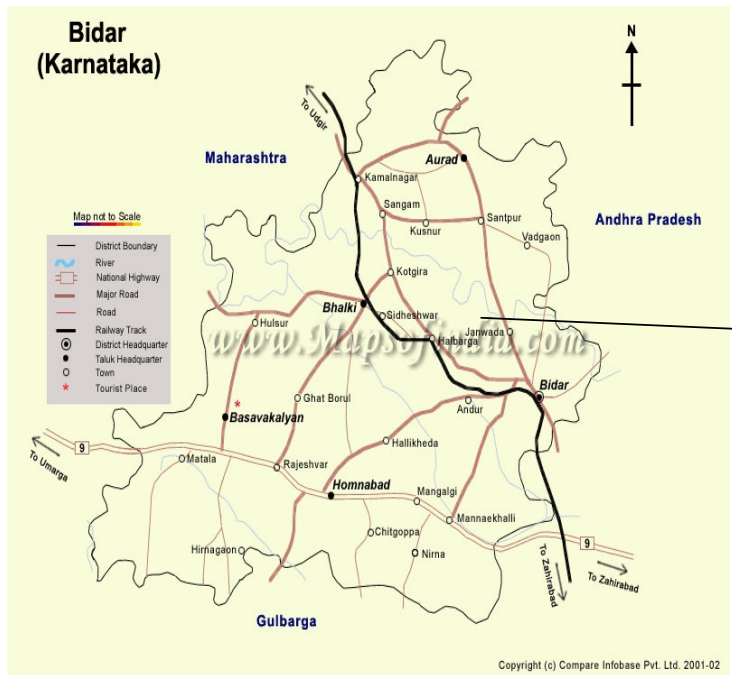 Bidar
(Karnataka)
N
To Udgir
Maharashtra
Aurad
Kamalnagar
Sangam
Kusnur
Santpur
Andhra Pradesh
Vadgaon
Map not to Scale
District Boundary
River
National Highway
Major Road
Road
Railway Track
District Headquarter
Taluk Headquarter
Town
Tourist Place
Kotgira
Bhalki
Sidheshwar
Hulsur
Janwada
Halbarga
www.Mapsofindia.com
Bidar
Ghat Borul
Andur
Basavakalyan
9
To Umarga
Hallikheda
Matala
Rajeshvar
Homnabad
Mangalgi
Mannaekhalli
Chitgoppa
Hirnagaon
Nirna
9
To Zahirabad
To Zahirabad
Gulbarga
Copyright (c) Compare Infobase Pvt. Ltd. 2001-02